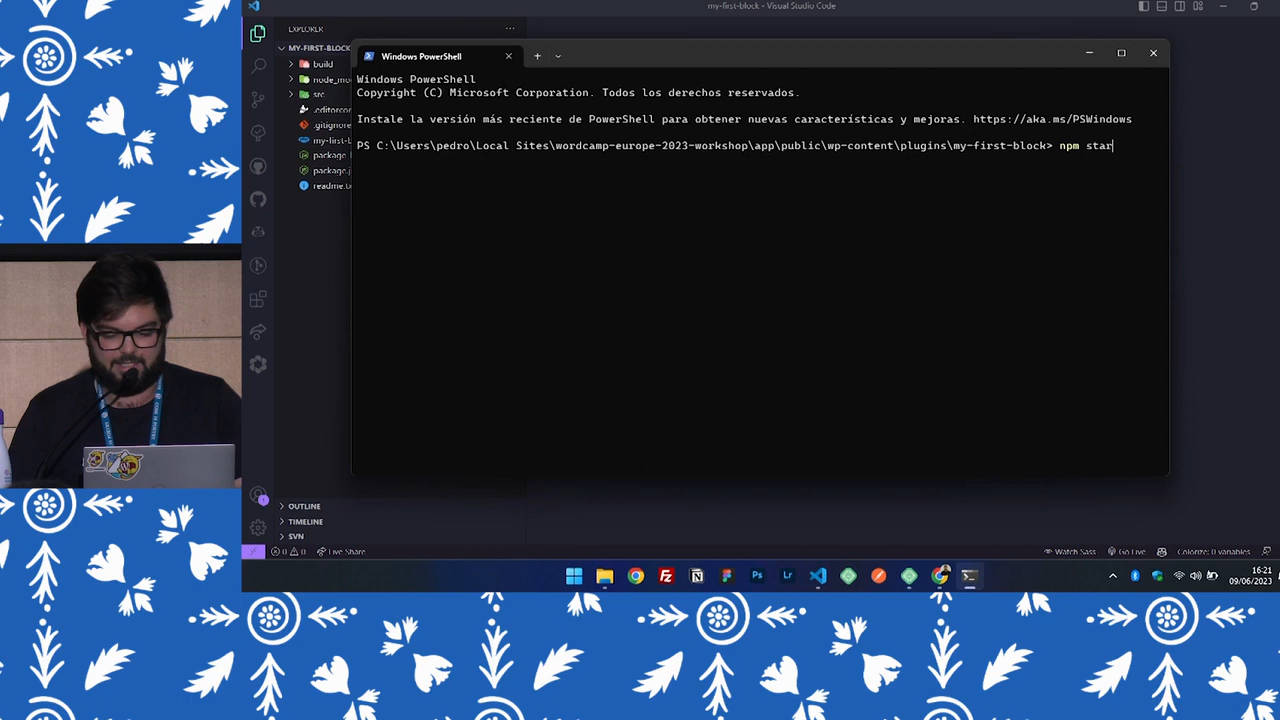 my-first-block - Visual Studio Code
EXPLORER
MY-FIRST-BLOCK
build
node_mo
src
.editorcon
.gitignore
my-first-b
package-
package.j
readme.tx
OUTLINE
TIMELINE
SVN
Windows PowerShell
Windows PowerShell
Copyright (C) Microsoft Corporation. Todos los derechos reservados.
Instale la versión más reciente de PowerShell para obtener nuevas características y mejoras. https://aka.ms/PSWindows
PS C:\Users\pedro\Local Sites\wordcamp-europe-2023-workshop\app\public\wp-content\plugins\my-first-block> npm star
0 0 Live Share
Watch Sass Go Live Colorize: 0 variables
16:21
09/06/2023